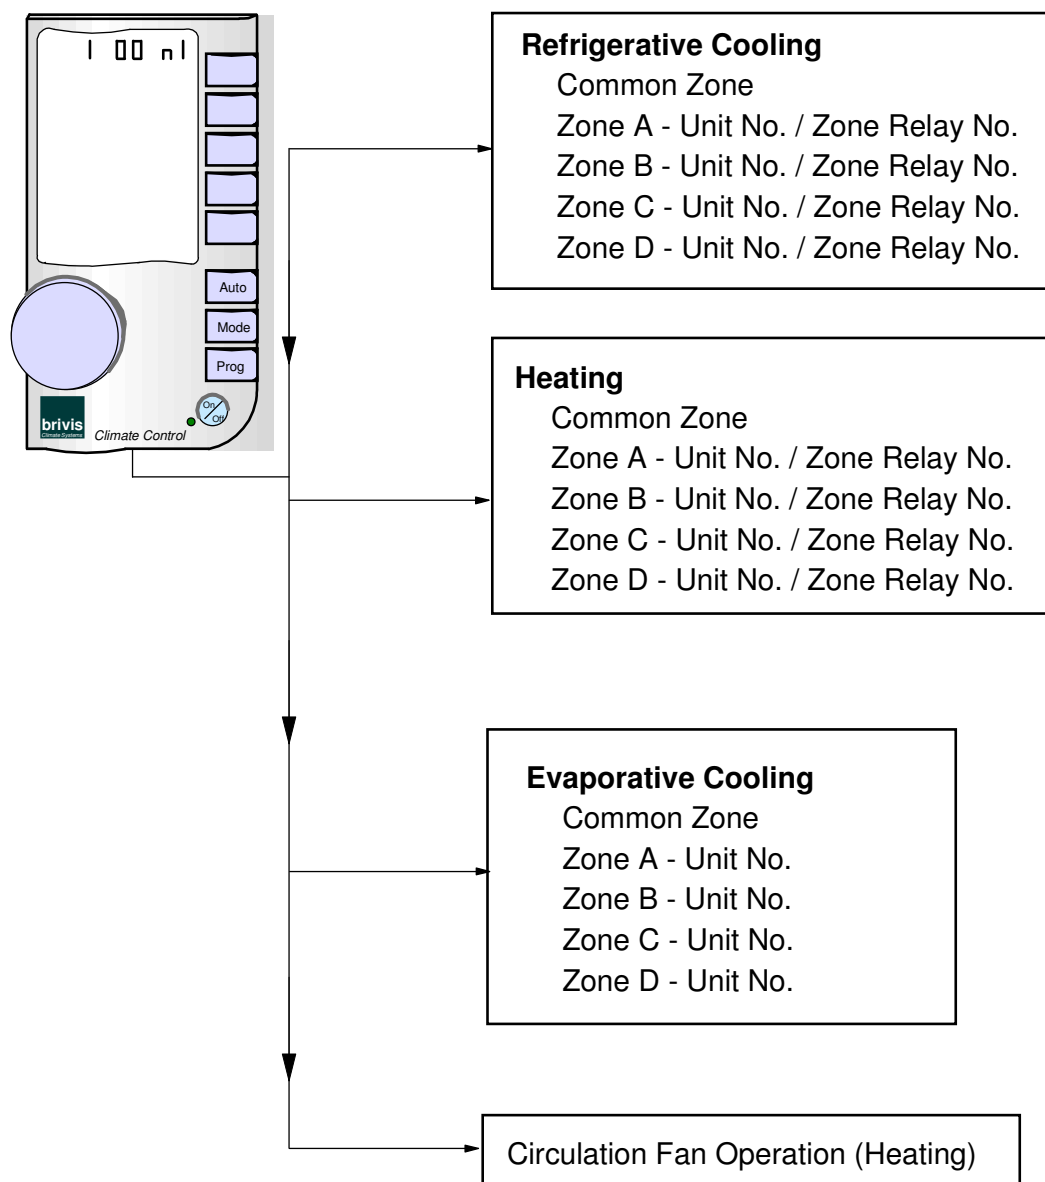 1 00 n1
Auto
Mode
Prog
On
Off
brivis
Climate Systems
Climate Control
Refrigerative Cooling
Common Zone
Zone A - Unit No. / Zone Relay No.
Zone B - Unit No. / Zone Relay No.
Zone C - Unit No. / Zone Relay No.
Zone D - Unit No. / Zone Relay No.
Heating
Common Zone
Zone A - Unit No. / Zone Relay No.
Zone B - Unit No. / Zone Relay No.
Zone C - Unit No. / Zone Relay No.
Zone D - Unit No. / Zone Relay No.
Evaporative Cooling
Common Zone
Zone A - Unit No.
Zone B - Unit No.
Zone C - Unit No.
Zone D - Unit No.
Circulation Fan Operation (Heating)